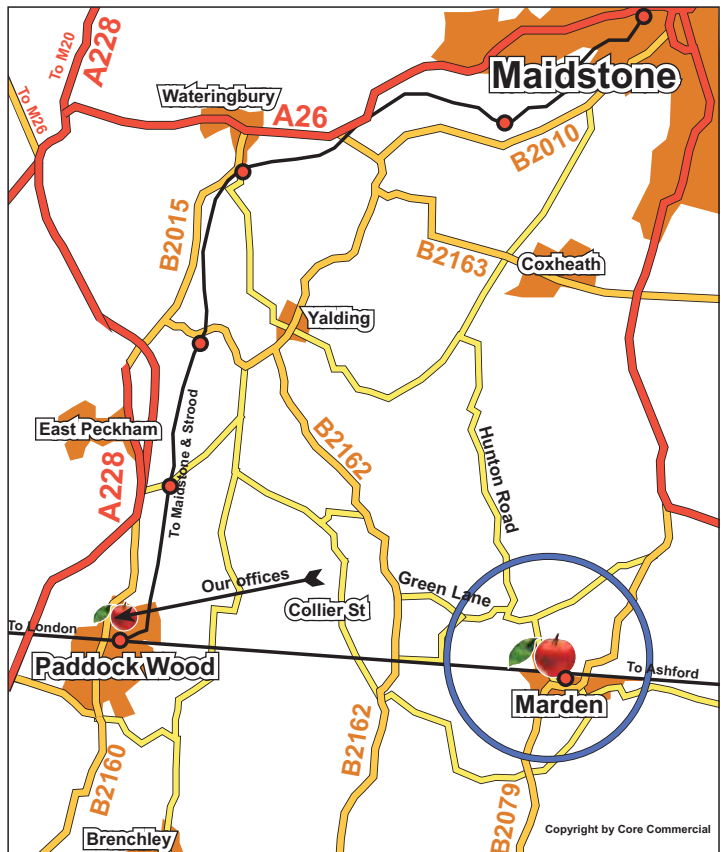 To M20
A228
To M26
Maidstone
Wateringbury
A26
B2010
B2015
B2163
Coxheath
Yalding
East Peckham
To Maidstone & Strood
B2162
Hunton Road
A228
Our offices
Green Lane
Collier St
To London
Paddock Wood
To Ashford
Marden
B2162
B2160
B2079
Brenchley
Copyright by Core Commercial